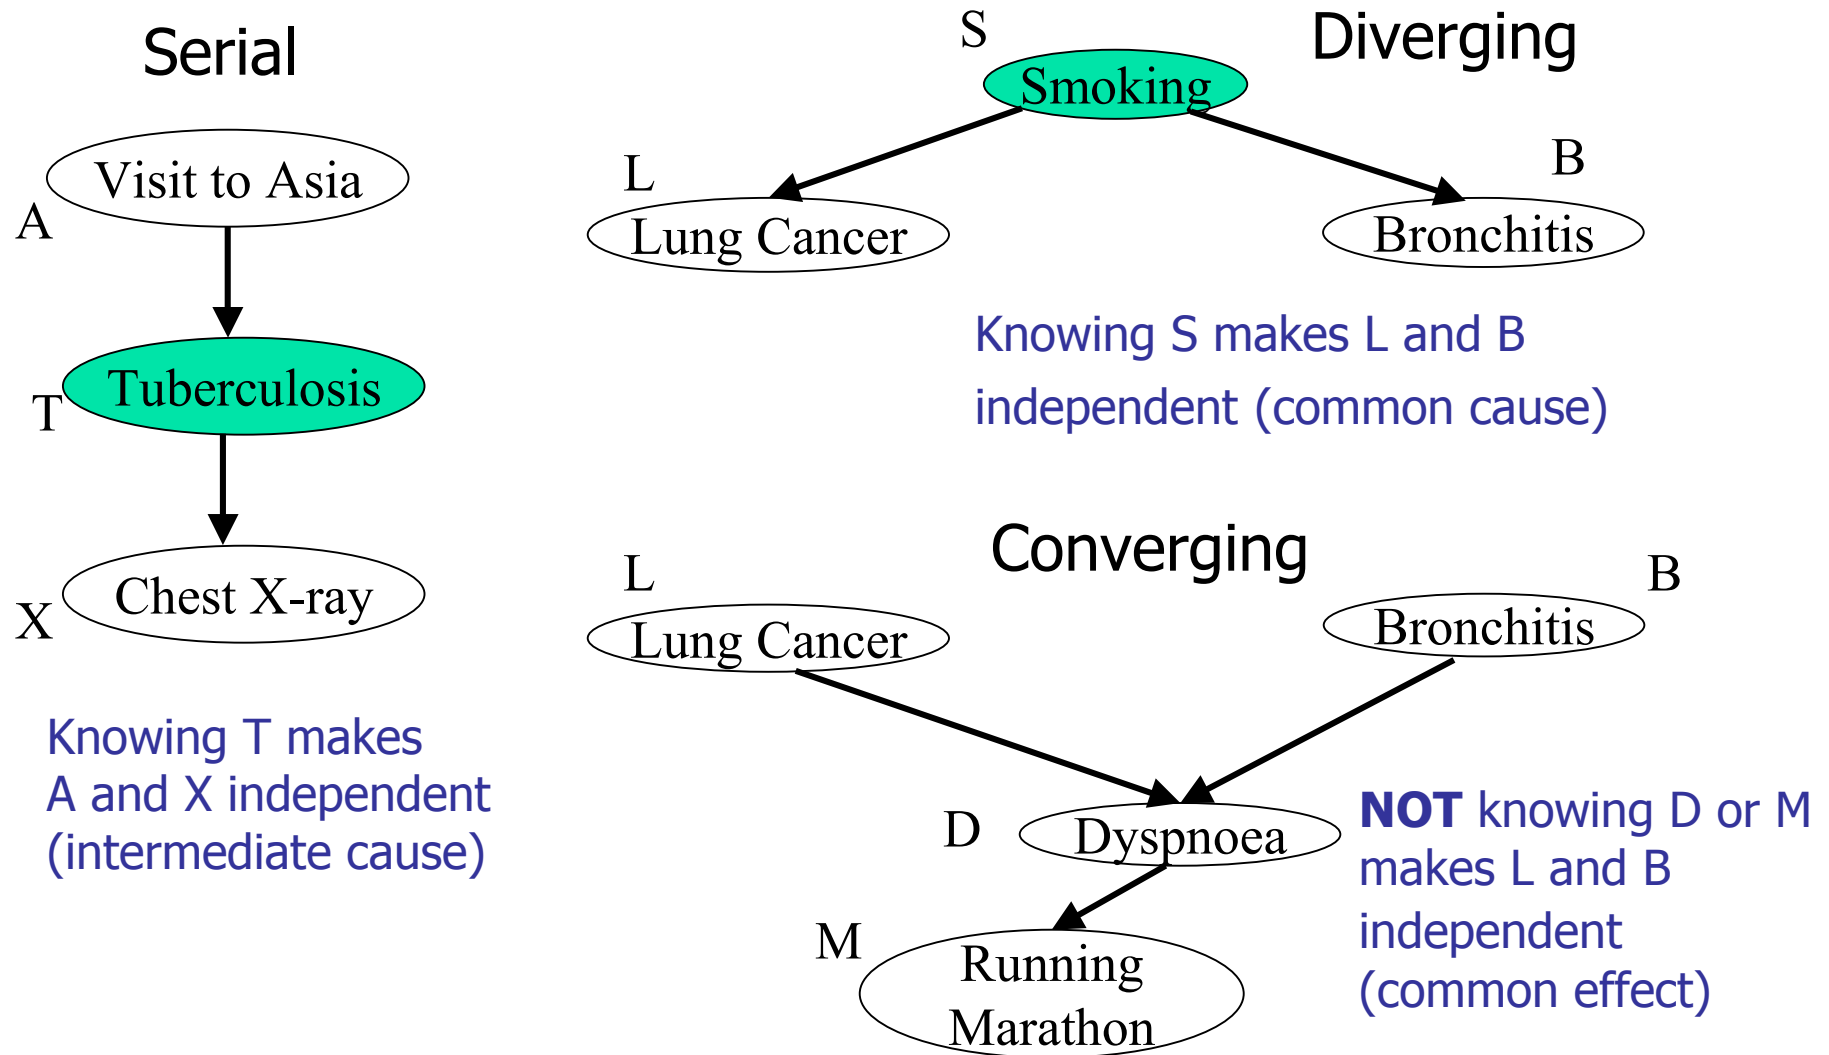 Serial
A
Visit to Asia
T
Tuberculosis
X
Chest X-ray
Knowing T makes
A and X independent
(intermediate cause)
Diverging
S
Smoking
L
Lung Cancer
B
Bronchitis
Knowing S makes L and B
independent (common cause)
Converging
L
Lung Cancer
B
Bronchitis
D
Dyspnoea
M
Running
Marathon
NOT knowing D or M
makes L and B
independent
(common effect)